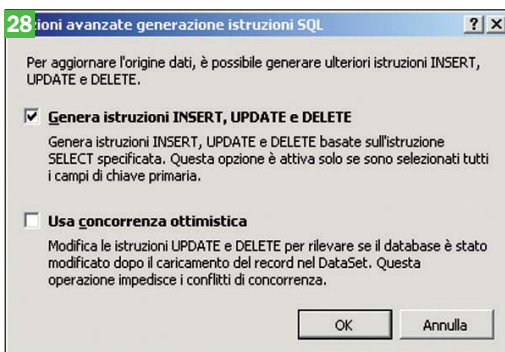 28 zioni avanzate generazione istruzioni SQL ? ×
Per aggiornare l'origine dati, è possibile generare ulteriori istruzioni INSERT,
UPDATE e DELETE.
Genera istruzioni INSERT, UPDATE e DELETE
Genera istruzioni INSERT, UPDATE e DELETE basate sull'istruzione
SELECT specificata. Questa opzione è attiva solo se sono selezionati tutti
i campi di chiave primaria.
Usa concorrenza ottimistica
Modifica le istruzioni UPDATE e DELETE per rilevare se il database è stato
modificato dopo il caricamento del record nel DataSet. Questa
operazione impedisce i conflitti di concorrenza.
OK Annulla